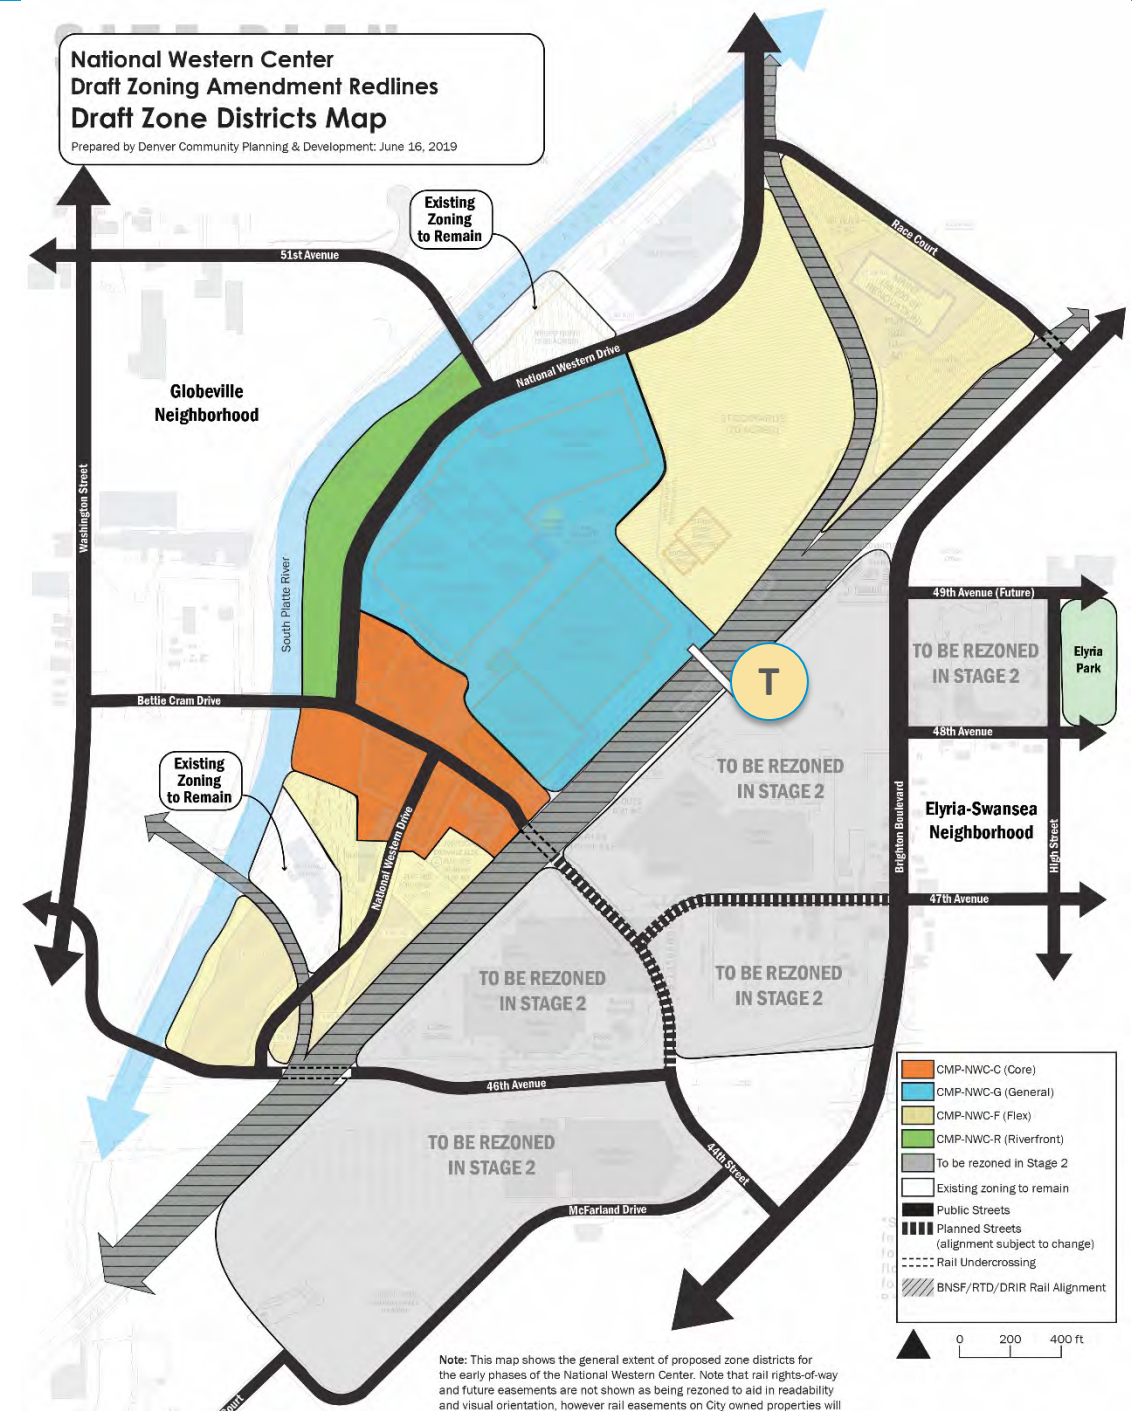 National Western Center
Draft Zoning Amendment Redlines
Draft Zone Districts Map
Prepared by Denver Community Planning & Development: June 16, 2019
Existing
Zoning
to Remain
51st Avenue
Race Court
National Western Drive
Globeville
Neighborhood
Washington Street
South Platte River
49th Avenue (Future)
TO BE REZONED
IN STAGE 2
Elyria
Park
T
Bettie Cram Drive
48th Avenue
Existing
Zoning
to Remain
TO BE REZONED
IN STAGE 2
Elyria-Swansea
Neighborhood
Brighton Boulevard
High Street
National Western Drive
47th Avenue
TO BE REZONED
IN STAGE 2
TO BE REZONED
IN STAGE 2
46th Avenue
TO BE REZONED
IN STAGE 2
44th Street
McFarland Drive
CMP-NWC-C (Core)
CMP-NWC-G (General)
CMP-NWC-F (Flex)
CMP-NWC-R (Riverfront)
To be rezoned in Stage 2
Existing zoning to remain
Public Streets
Planned Streets
(alignment subject to change)
Rail Undercrossing
BNSF/RTD/DRIR Rail Alignment
0 200 400 ft
Note: This map shows the general extent of proposed zone districts for
the early phases of the National Western Center. Note that rail rights-of-way
and future easements are not shown as being rezoned to aid in readability
and visual orientation, however rail easements on City owned properties will